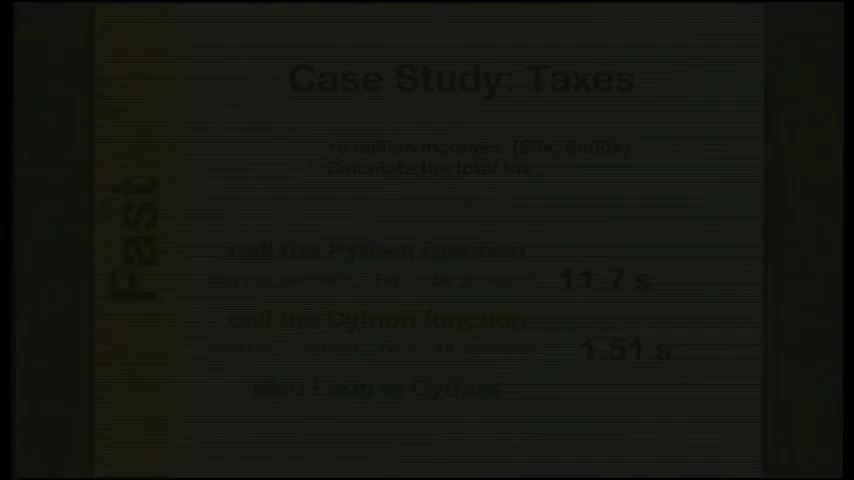 Case Study: Taxes
10 million incomes: ($5k, $500k)
Calculate the total tax
Fast
call the Python function
11.7 s
call the Cython function
1.51 s
also Loop in Cython